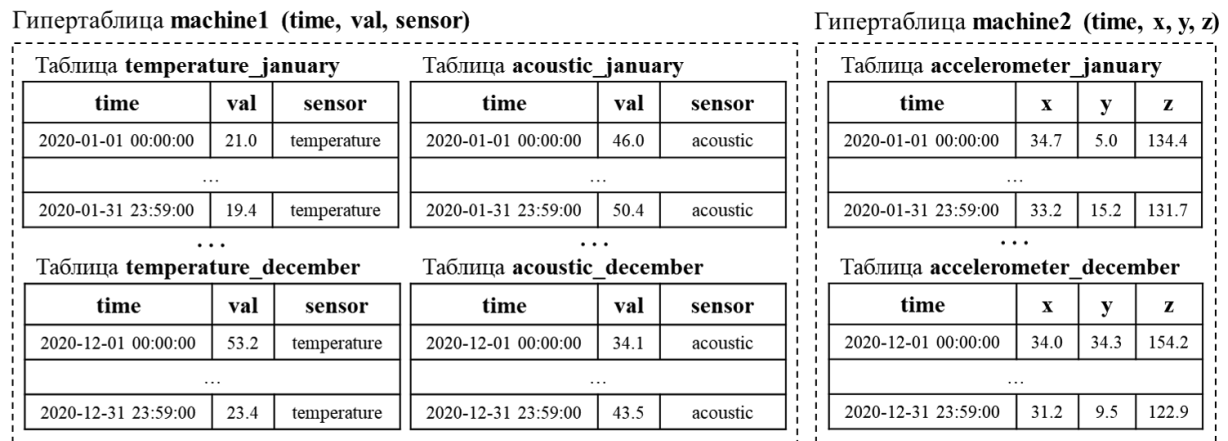 Гипертаблица machine1 (time, val, sensor)
Таблица temperature_january
time val sensor
2020-01-01 00:00:00 21.0 temperature
...
2020-01-31 23:59:00 19.4 temperature
Таблица acoustic_january
time val sensor
2020-01-01 00:00:00 46.0 acoustic
...
2020-01-31 23:59:00 50.4 acoustic
...
...
Таблица temperature_december
time val sensor
2020-12-01 00:00:00 53.2 temperature
...
2020-12-31 23:59:00 23.4 temperature
Таблица acoustic_december
time val sensor
2020-12-01 00:00:00 34.1 acoustic
...
2020-12-31 23:59:00 43.5 acoustic
Гипертаблица machine2 (time, x, y, z)
Таблица accelerometer_january
time x y z
2020-01-01 00:00:00 34.7 5.0 134.4
...
2020-01-31 23:59:00 33.2 15.2 131.7
...
Таблица accelerometer_december
time x y z
2020-12-01 00:00:00 34.0 34.3 154.2
...
2020-12-31 23:59:00 31.2 9.5 122.9